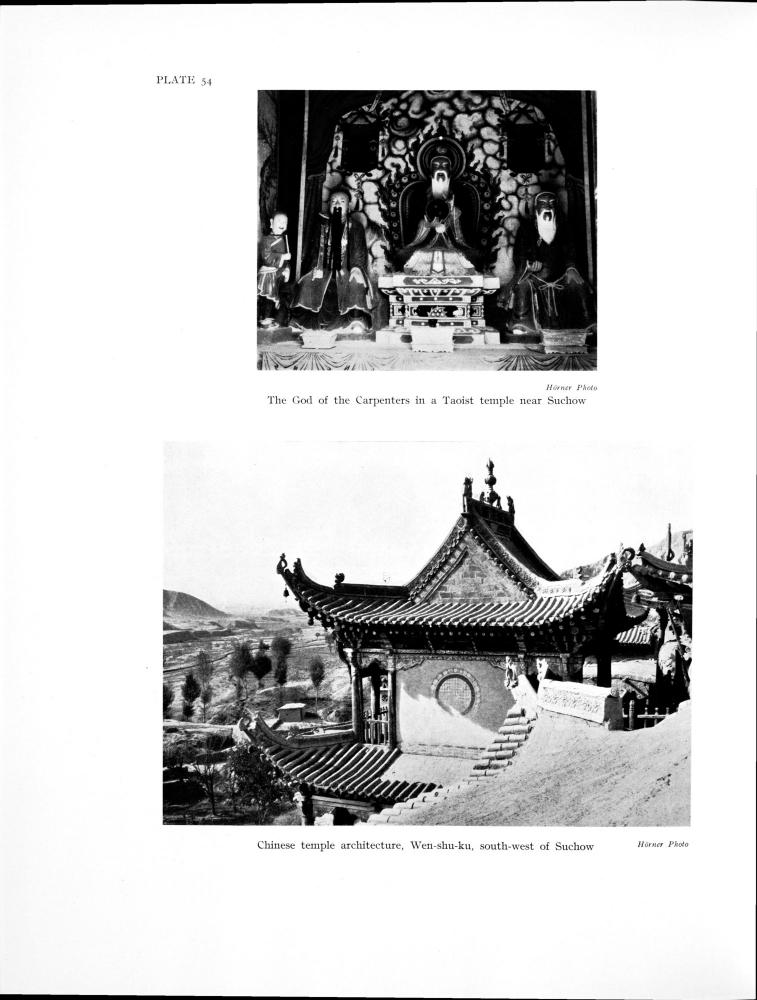 PLATE 54
Hörner Photo
The God of the Carpenters in a Taoist temple near Suchow
Chinese temple architecture, Wen-shu-ku, south-west of Suchow
Hörner Photo